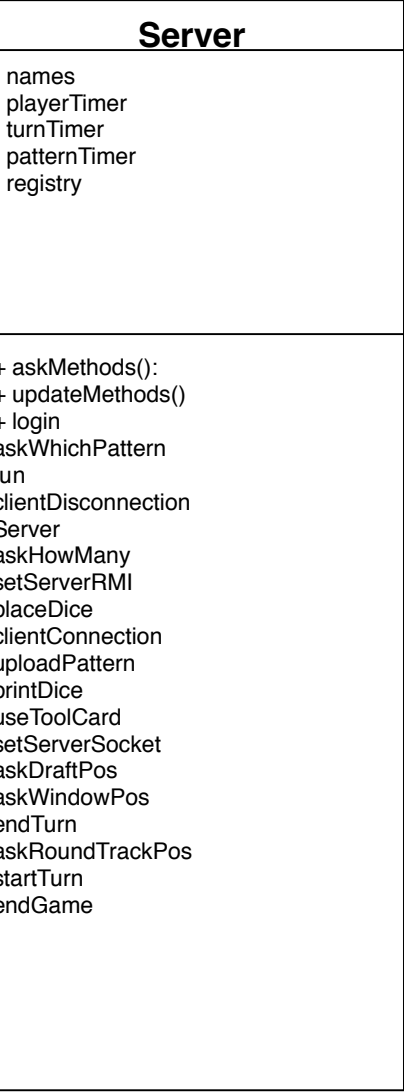 Server
names
playerTimer
turnTimer
patternTimer
registry
+ askMethods():
+ updateMethods()
+ login
askWhichPattern
run
clientDisconnection
Server
askHowMany
setServerRMI
placeDice
clientConnection
uploadPattern
printDice
useToolCard
setServerSocket
askDraftPos
askWindowPos
endTurn
askRoundTrackPos
startTurn
endGame